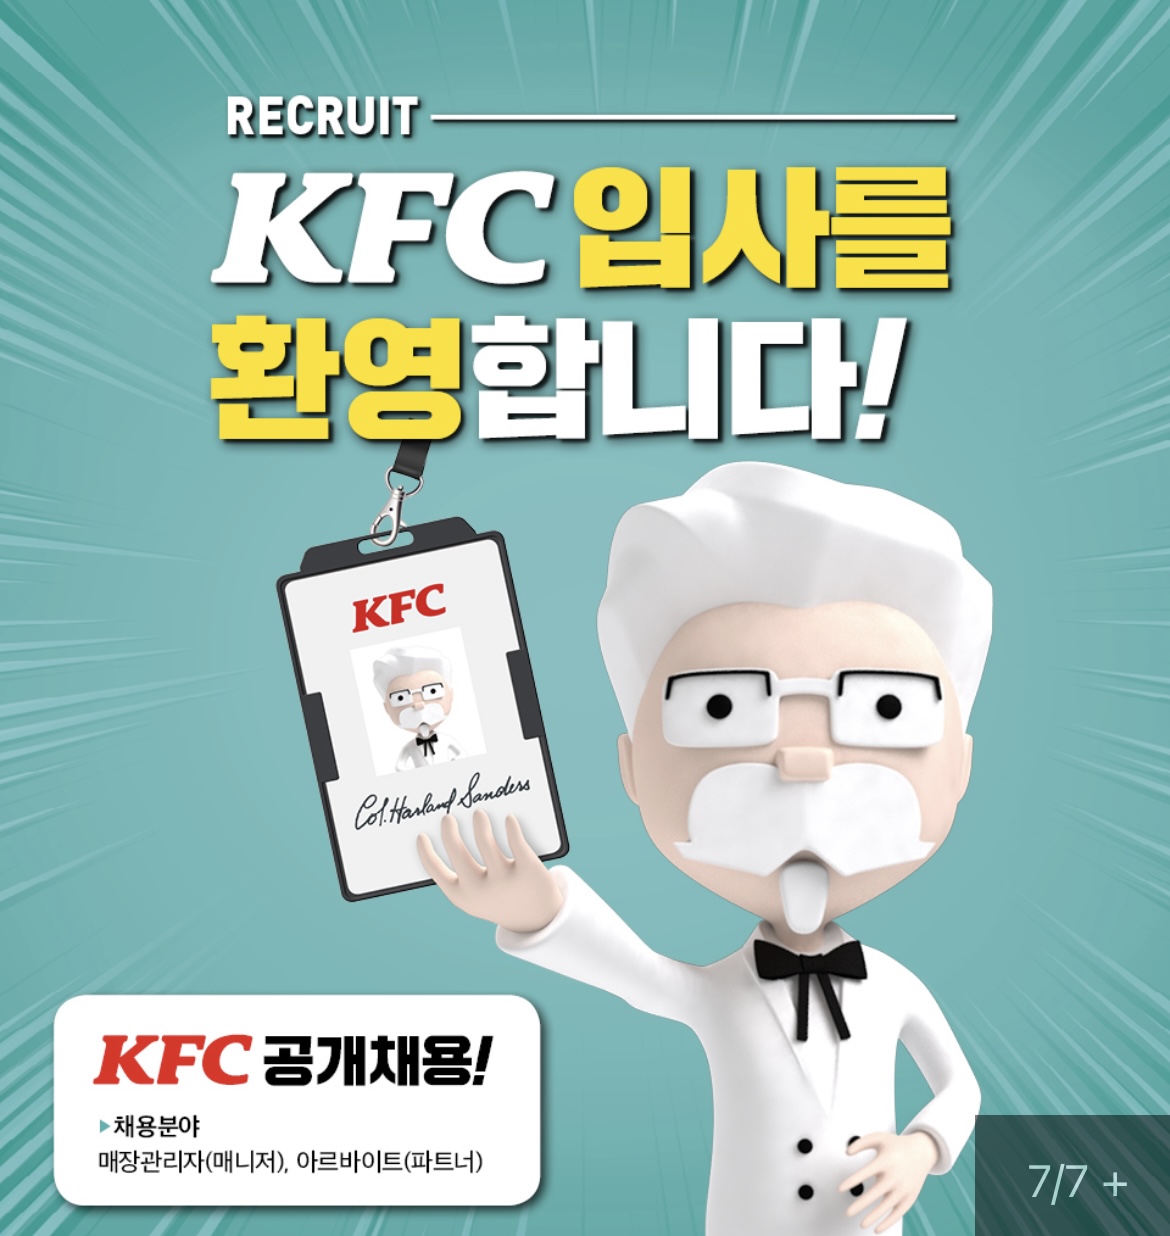 RECRUIT
KFC 입사를
환영합니다!
KFC
Col. Harland Sanders
KFC 공개채용!
▶채용분야
매장관리자(매니저), 아르바이트(파트너)
7/7 +